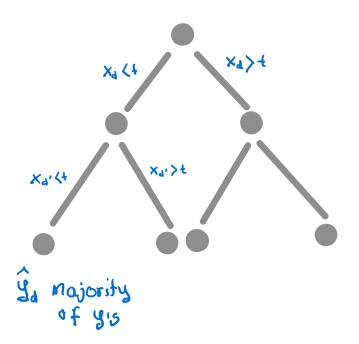 x_d < t
x_d > t
x_d' < t
x_d' > t
ŷ_d majority
of y's